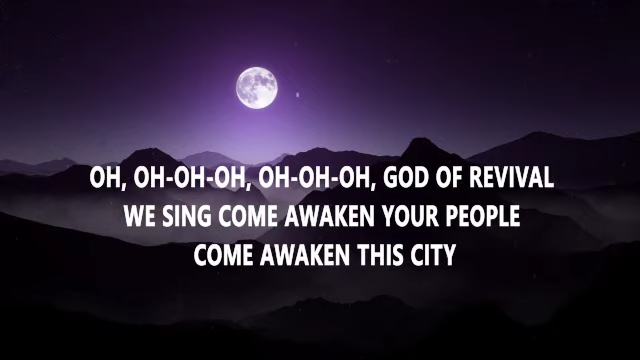 OH, OH-OH-OH, OH-OH-OH, GOD OF REVIVAL
WE SING COME AWAKEN YOUR PEOPLE
COME AWAKEN THIS CITY